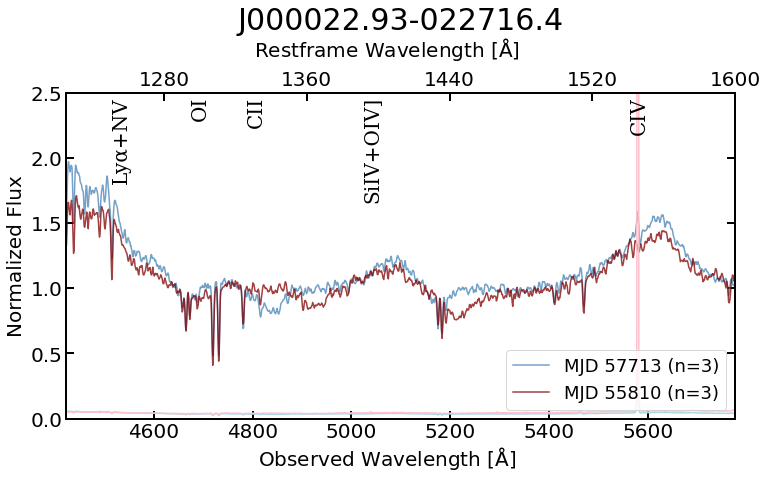 J000022.93-022716.4
Restframe Wavelength [Å]
1280 1360 1440 1520 1600
2.5
2.0
1.5
1.0
0.5
0.0
Normalized Flux
Lyα+NV
OI
CII
SiIV+OIV]
CIV
MJD 57713 (n=3)
MJD 55810 (n=3)
4600 4800 5000 5200 5400 5600
Observed Wavelength [Å]